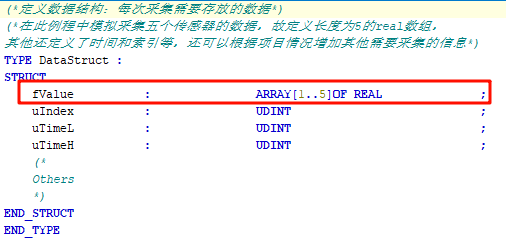 (*定义数据结构：每次采集需要存放的数据*)
(*在此例程中模拟采集五个传感器的数据，故定义长度为5的real数组，
其他还定义了时间和索引等，还可以根据项目情况增加其他需要采集的信息*)
TYPE DataStruct :
STRUCT
fValue : ARRAY[1..5]OF REAL ;
uIndex : UDINT ;
uTimeL : UDINT ;
uTimeH : UDINT ;
(*
Others
*)
END_STRUCT
END_TYPE